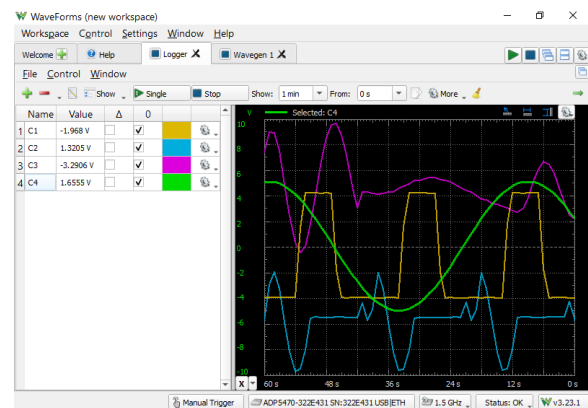 WaveForms (new workspace)
Workspace Control Settings Window Help
Welcome Help Logger Wavegen 1
File Control Window
Show Single Stop Show: 1 min From: 0 s More
Name Value Δ 0
1 C1 -1.968 V
2 C2 1.3205 V
3 C3 -3.2906 V
4 C4 1.6555 V
V Selected: C4
10
8
6
4
2
0
-2
-4
-6
-8
-10
X 60 s 48 s 36 s 24 s 12 s 0 s
Manual Trigger ADP5470-322E431 SN:322E431 USB|ETH 1.5 GHz Status: OK v3.23.1